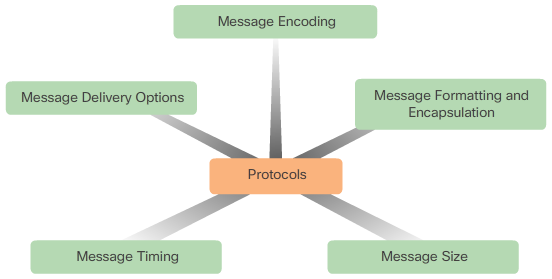 Message Encoding
Message Delivery Options
Message Formatting and
Encapsulation
Protocols
Message Timing
Message Size